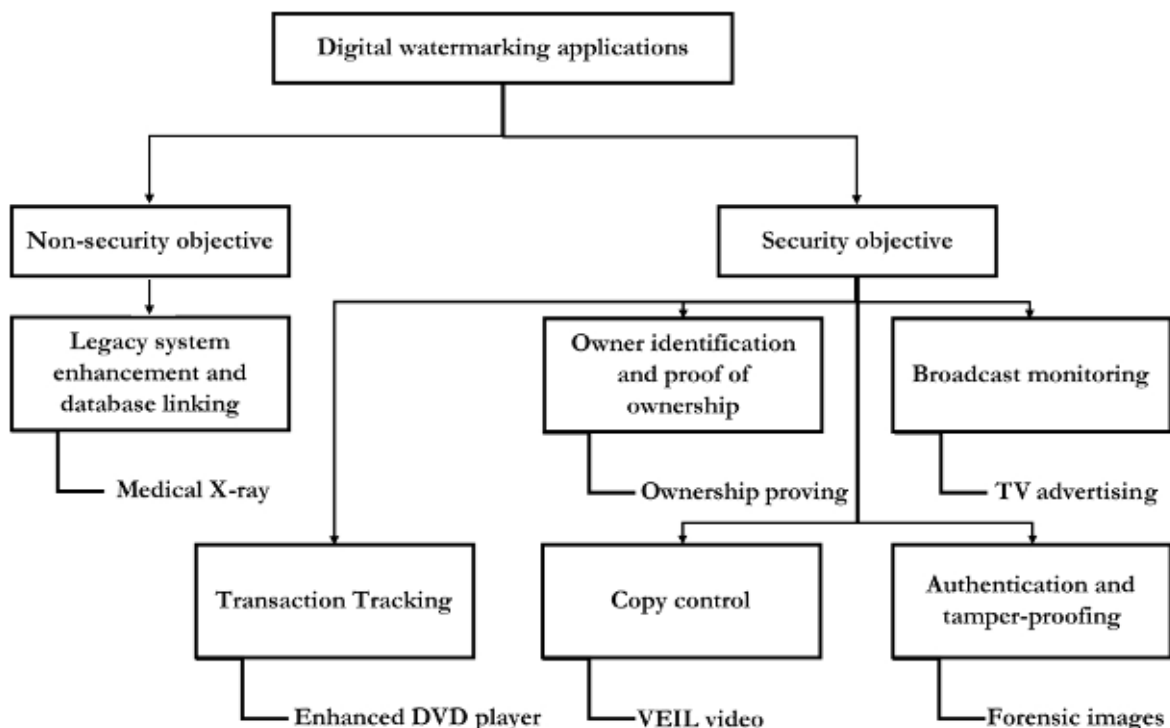 Digital watermarking applications
Non-security objective
Security objective
Legacy system
enhancement and
database linking
Owner identification
and proof of
ownership
Broadcast monitoring
Medical X-ray
Ownership proving
TV advertising
Transaction Tracking
Copy control
Authentication and
tamper-proofing
Enhanced DVD player
VEIL video
Forensic images